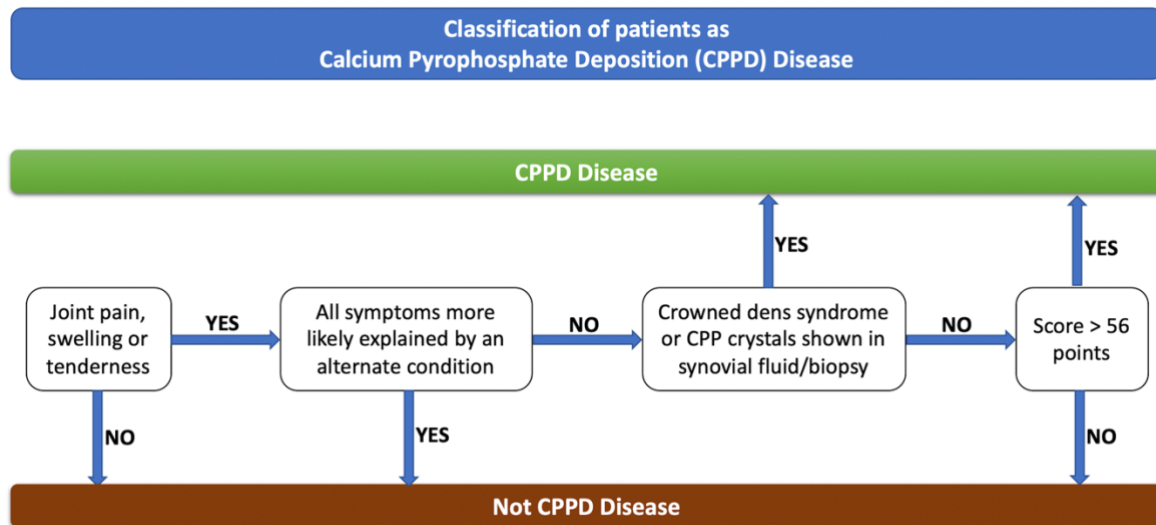 Classification of patients as
Calcium Pyrophosphate Deposition (CPPD) Disease
CPPD Disease
YES
YES
Joint pain,
swelling or
tenderness
YES
All symptoms more
likely explained by an
alternate condition
NO
Crowned dens syndrome
or CPP crystals shown in
synovial fluid/biopsy
NO
Score > 56
points
NO
YES
NO
Not CPPD Disease